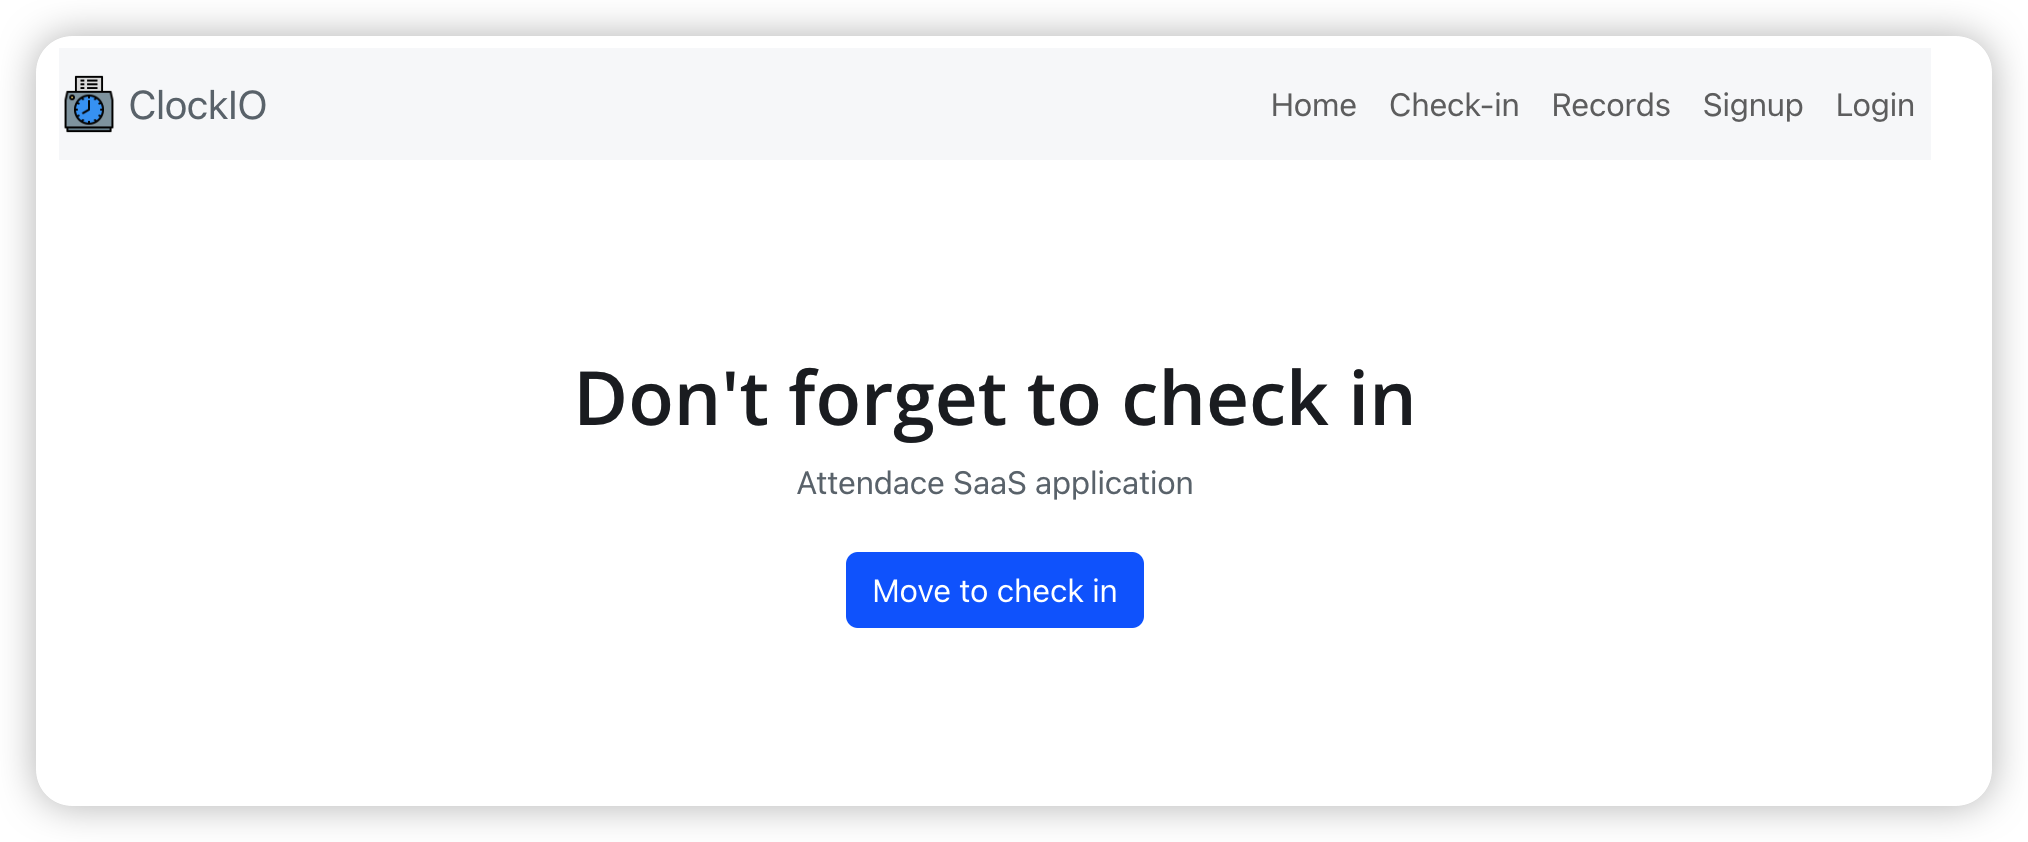 ClockIO
Home Check-in Records Signup Login
Don't forget to check in
Attendace SaaS application
Move to check in